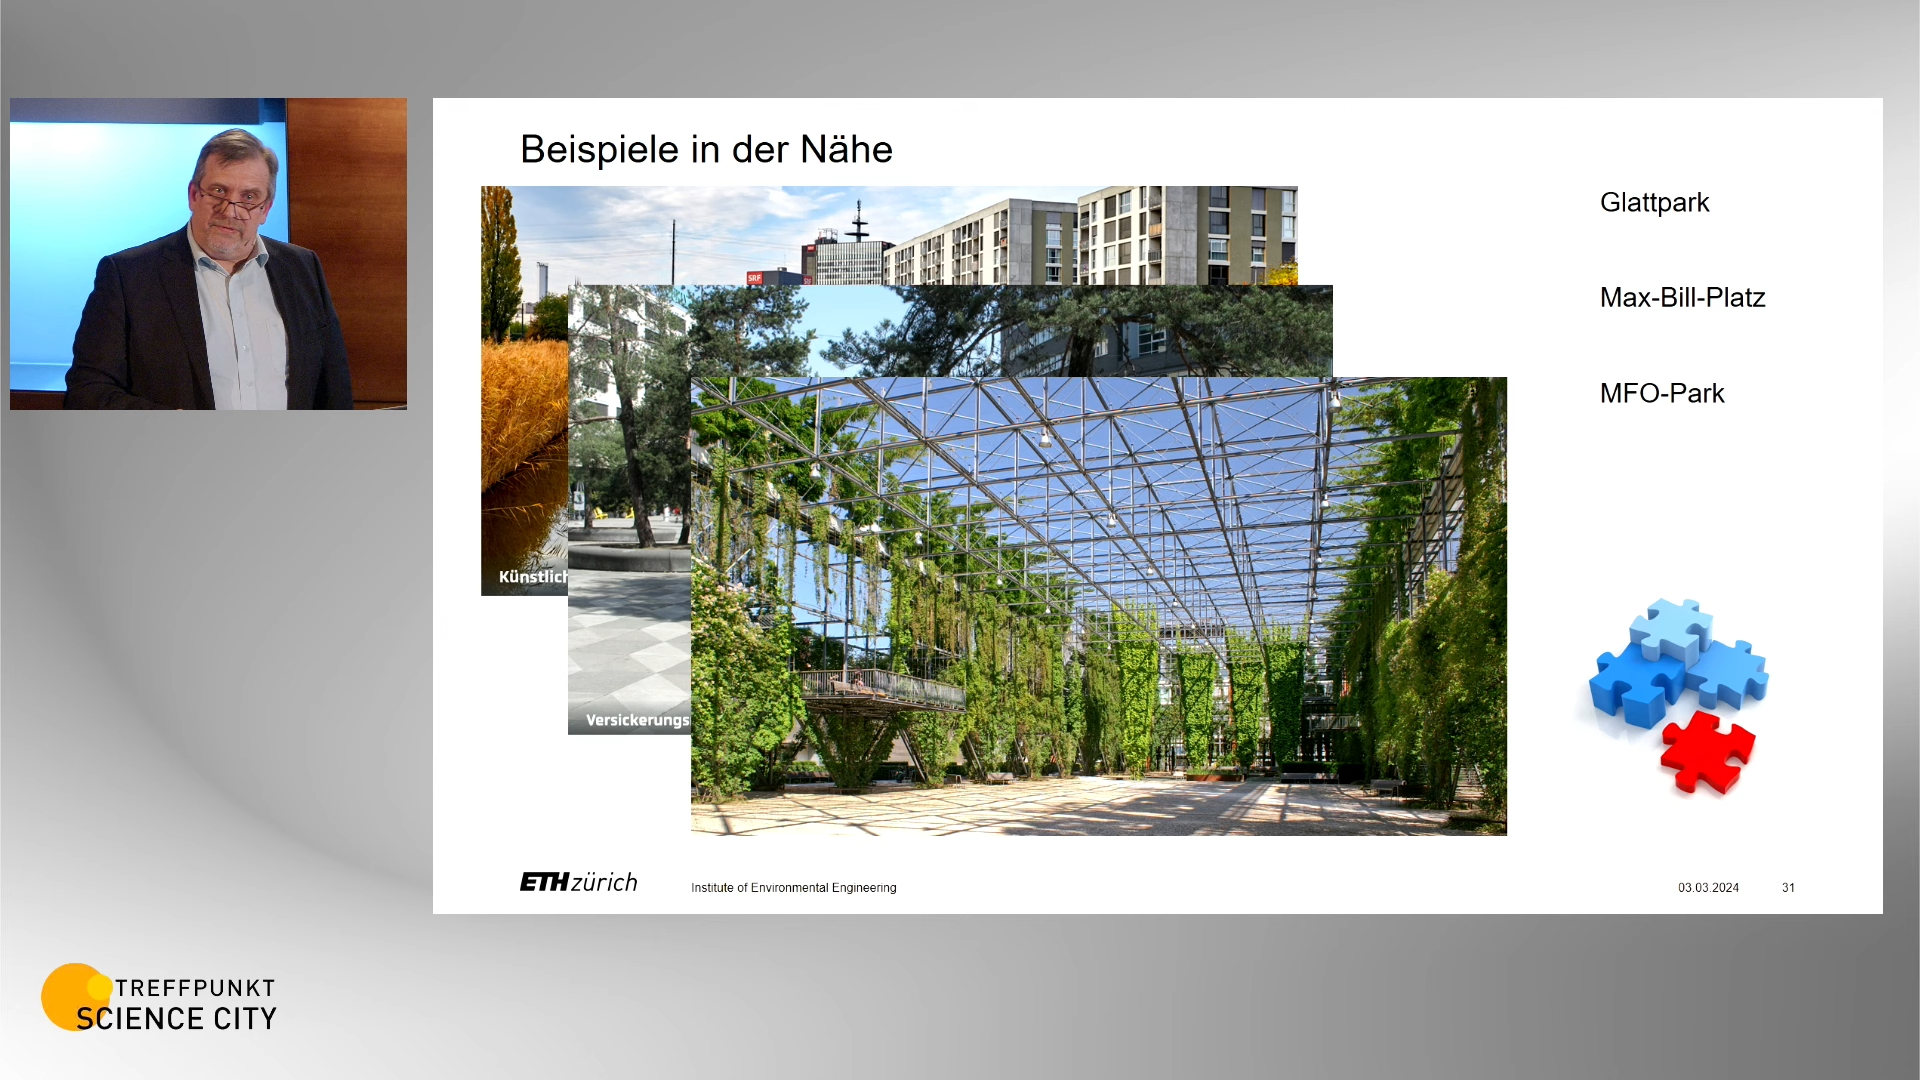 Beispiele in der Nähe
Glattpark
Max-Bill-Platz
MFO-Park
SRF
Künstlich
Versickerungs
ETH zürich
Institute of Environmental Engineering
03.03.2024
31
TREFFPUNKT
SCIENCE CITY